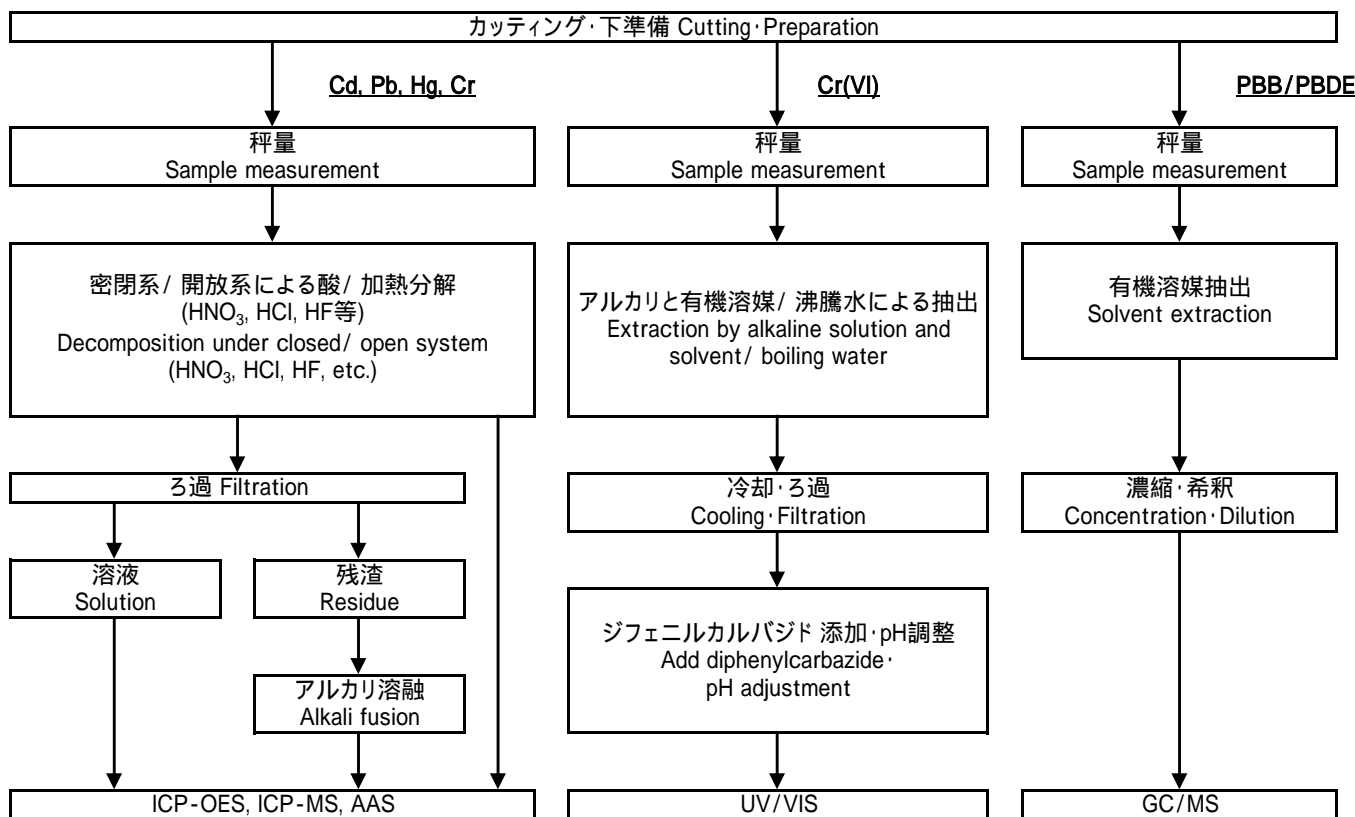 カッティング・下準備 Cutting・Preparation
Cd, Pb, Hg, Cr
Cr(VI)
PBB/PBDE
秤量
Sample measurement
秤量
Sample measurement
秤量
Sample measurement
密閉系/ 開放系による酸/ 加熱分解
(HNO₃, HCl, HF等)
Decomposition under closed/ open system
(HNO₃, HCl, HF, etc.)
アルカリと有機溶媒/ 沸騰水による抽出
Extraction by alkaline solution and
solvent/ boiling water
有機溶媒抽出
Solvent extraction
ろ過 Filtration
冷却・ろ過
Cooling・Filtration
濃縮・希釈
Concentration・Dilution
溶液
Solution
残渣
Residue
アルカリ溶融
Alkali fusion
ジフェニルカルバジド 添加・pH調整
Add diphenylcarbazide・
pH adjustment
ICP-OES, ICP-MS, AAS
UV/VIS
GC/MS